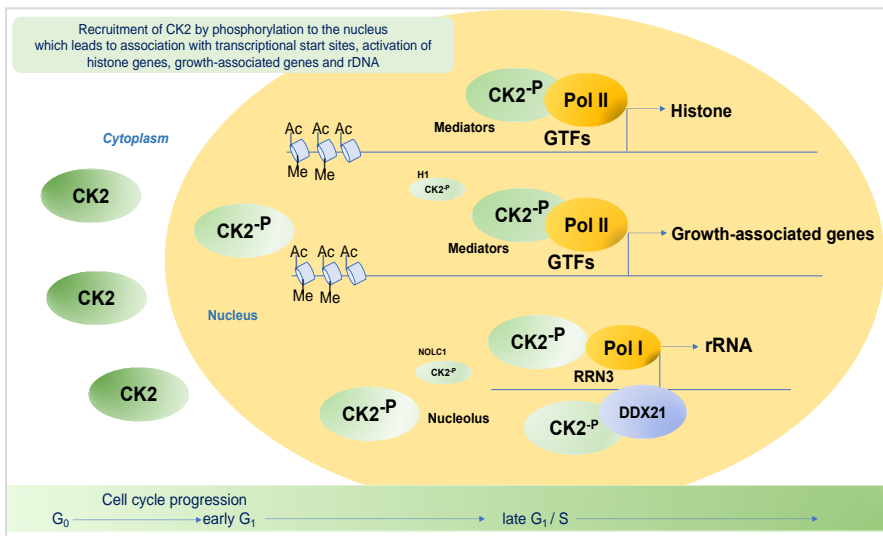 Recruitment of CK2 by phosphorylation to the nucleus
which leads to association with transcriptional start sites, activation of
histone genes, growth-associated genes and rDNA
Cytoplasm
CK2
CK2
CK2
Nucleus
CK2-P
Ac Ac Ac
Me Me
Mediators
CK2-P
Pol II
GTFs
Histone
H1
CK2-P
Ac Ac Ac
Me Me
Mediators
CK2-P
Pol II
GTFs
Growth-associated genes
NOLC1
CK2-P
CK2-P
Nucleolus
CK2-P
Pol I
RRN3
rRNA
CK2-P
DDX21
Cell cycle progression
G0 early G1 late G1 / S